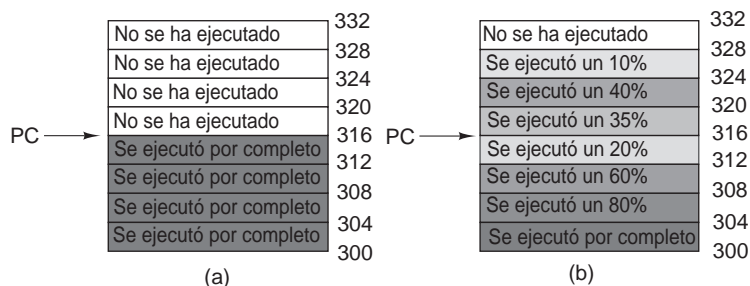 332
No se ha ejecutado
328
No se ha ejecutado
324
No se ha ejecutado
320
No se ha ejecutado
PC
316
Se ejecutó por completo
312
Se ejecutó por completo
308
Se ejecutó por completo
304
Se ejecutó por completo
300
(a)
332
No se ha ejecutado
328
Se ejecutó un 10%
324
Se ejecutó un 40%
320
Se ejecutó un 35%
PC
316
Se ejecutó un 20%
312
Se ejecutó un 60%
308
Se ejecutó un 80%
304
Se ejecutó por completo
300
(b)